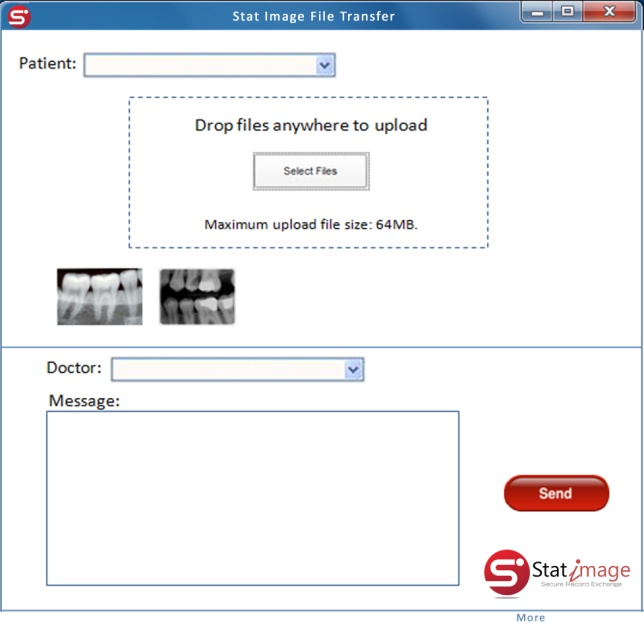 Stat Image File Transfer
Patient:
Drop files anywhere to upload
Select Files
Maximum upload file size: 64MB.
Doctor:
Message:
Send
Stat image
Secure Record Exchange
More